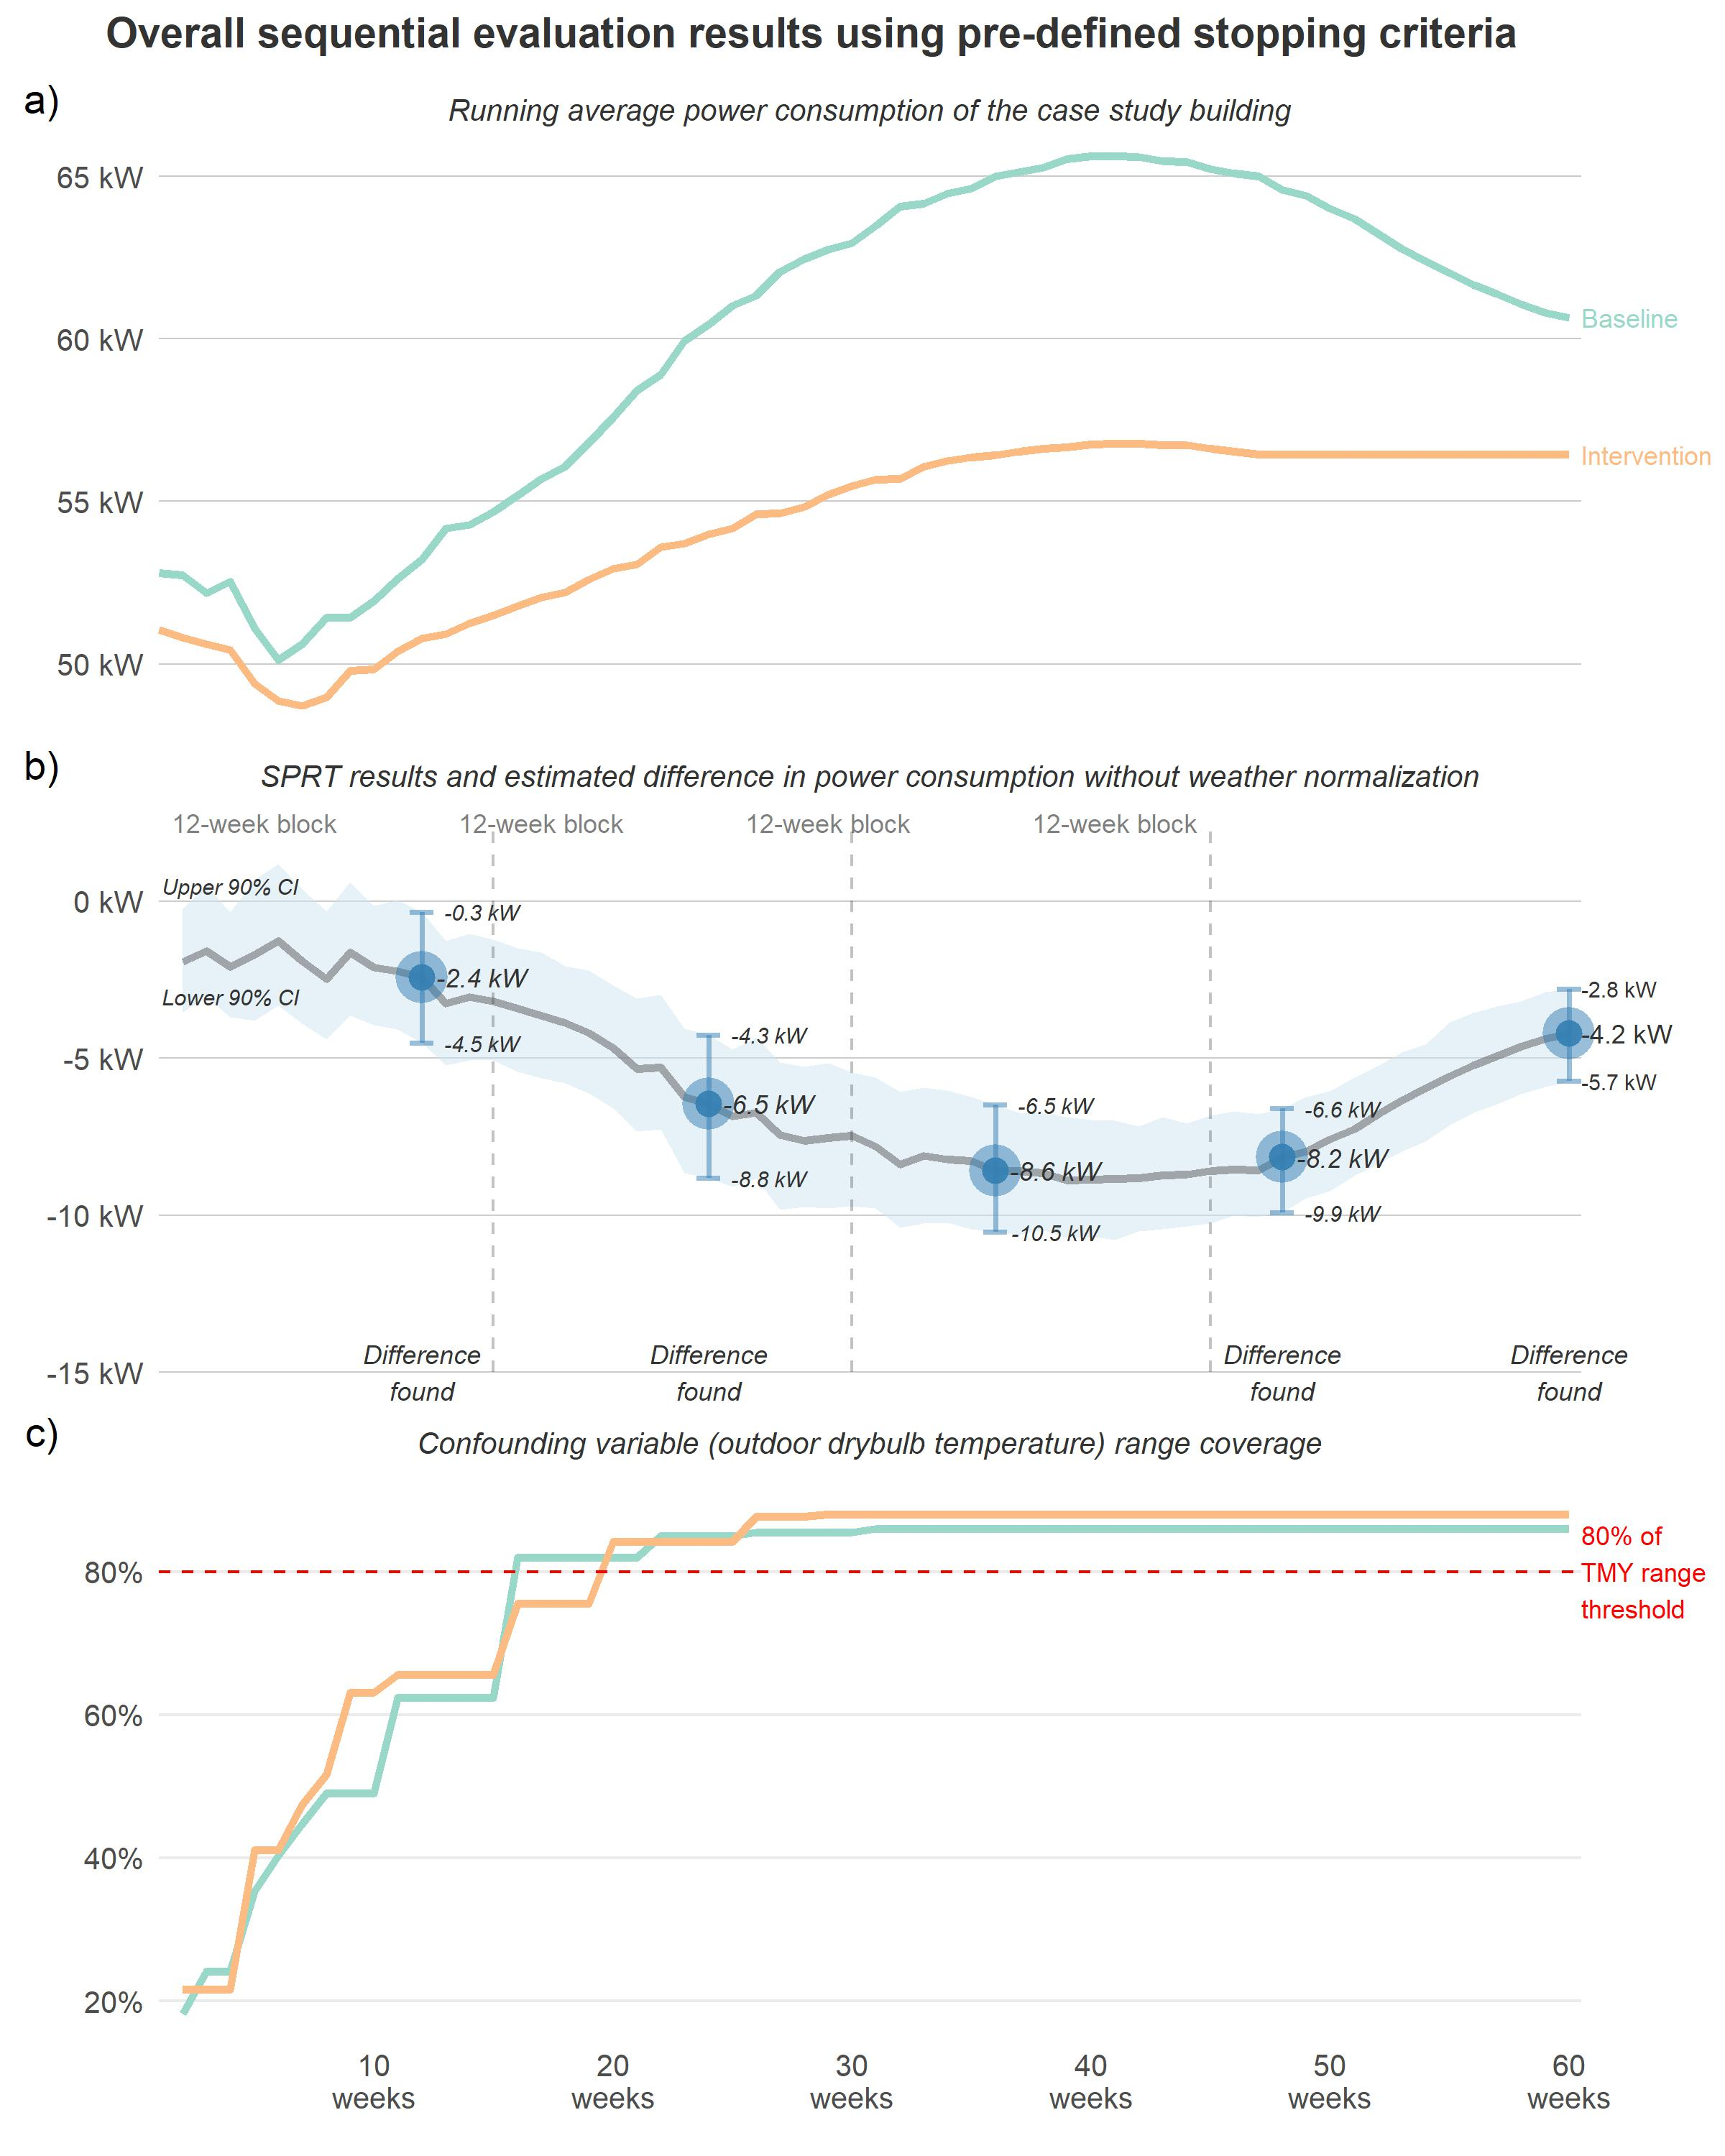 Overall sequential evaluation results using pre-defined stopping criteria
a)
Running average power consumption of the case study building
65 kW
60 kW
55 kW
50 kW
Baseline
Intervention
b)
SPRT results and estimated difference in power consumption without weather normalization
12-week block
12-week block
12-week block
12-week block
0 kW
-5 kW
-10 kW
-15 kW
Upper 90% CI
Lower 90% CI
-0.3 kW
-2.4 kW
-4.5 kW
-4.3 kW
-6.5 kW
-8.8 kW
-6.5 kW
-8.6 kW
-10.5 kW
-6.6 kW
-8.2 kW
-9.9 kW
-2.8 kW
-4.2 kW
-5.7 kW
Difference
found
Difference
found
Difference
found
Difference
found
c)
Confounding variable (outdoor drybulb temperature) range coverage
80%
60%
40%
20%
80% of
TMY range
threshold
10
weeks
20
weeks
30
weeks
40
weeks
50
weeks
60
weeks